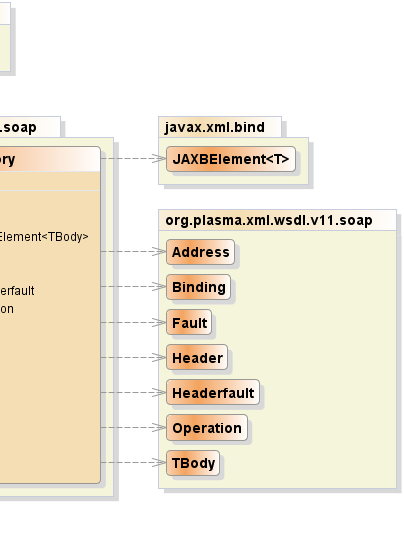 .soap
ory
Element<TBody>
erfault
on
javax.xml.bind
JAXBElement<T>
org.plasma.xml.wsdl.v11.soap
Address
Binding
Fault
Header
Headerfault
Operation
TBody